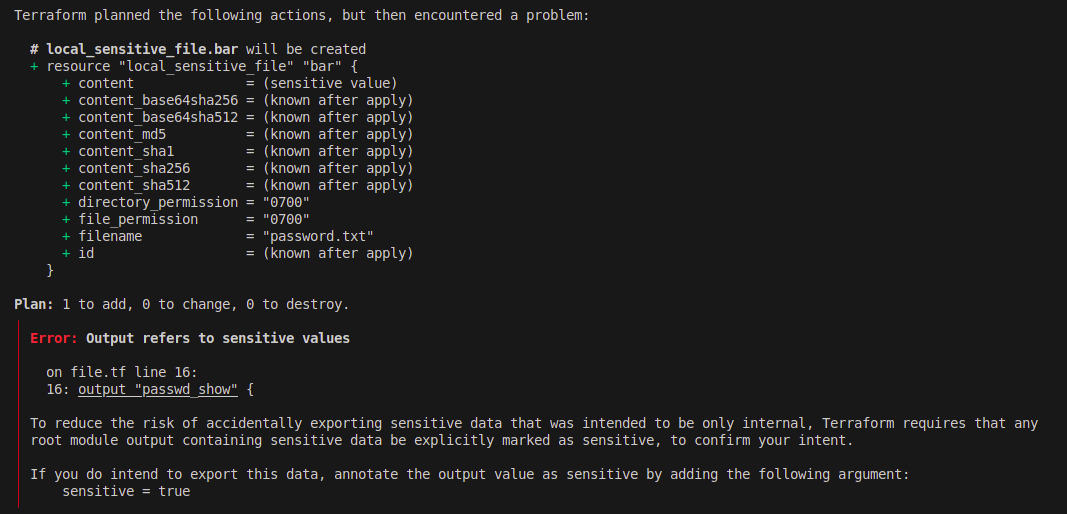 Terraform planned the following actions, but then encountered a problem:
# local_sensitive_file.bar will be created
+ resource "local_sensitive_file" "bar" {
+ content = (sensitive value)
+ content_base64sha256 = (known after apply)
+ content_base64sha512 = (known after apply)
+ content_md5 = (known after apply)
+ content_sha1 = (known after apply)
+ content_sha256 = (known after apply)
+ content_sha512 = (known after apply)
+ directory_permission = "0700"
+ file_permission = "0700"
+ filename = "password.txt"
+ id = (known after apply)
}
Plan: 1 to add, 0 to change, 0 to destroy.
Error: Output refers to sensitive values
on file.tf line 16:
16: output "passwd_show" {
To reduce the risk of accidentally exporting sensitive data that was intended to be only internal, Terraform requires that any
root module output containing sensitive data be explicitly marked as sensitive, to confirm your intent.
If you do intend to export this data, annotate the output value as sensitive by adding the following argument:
sensitive = true